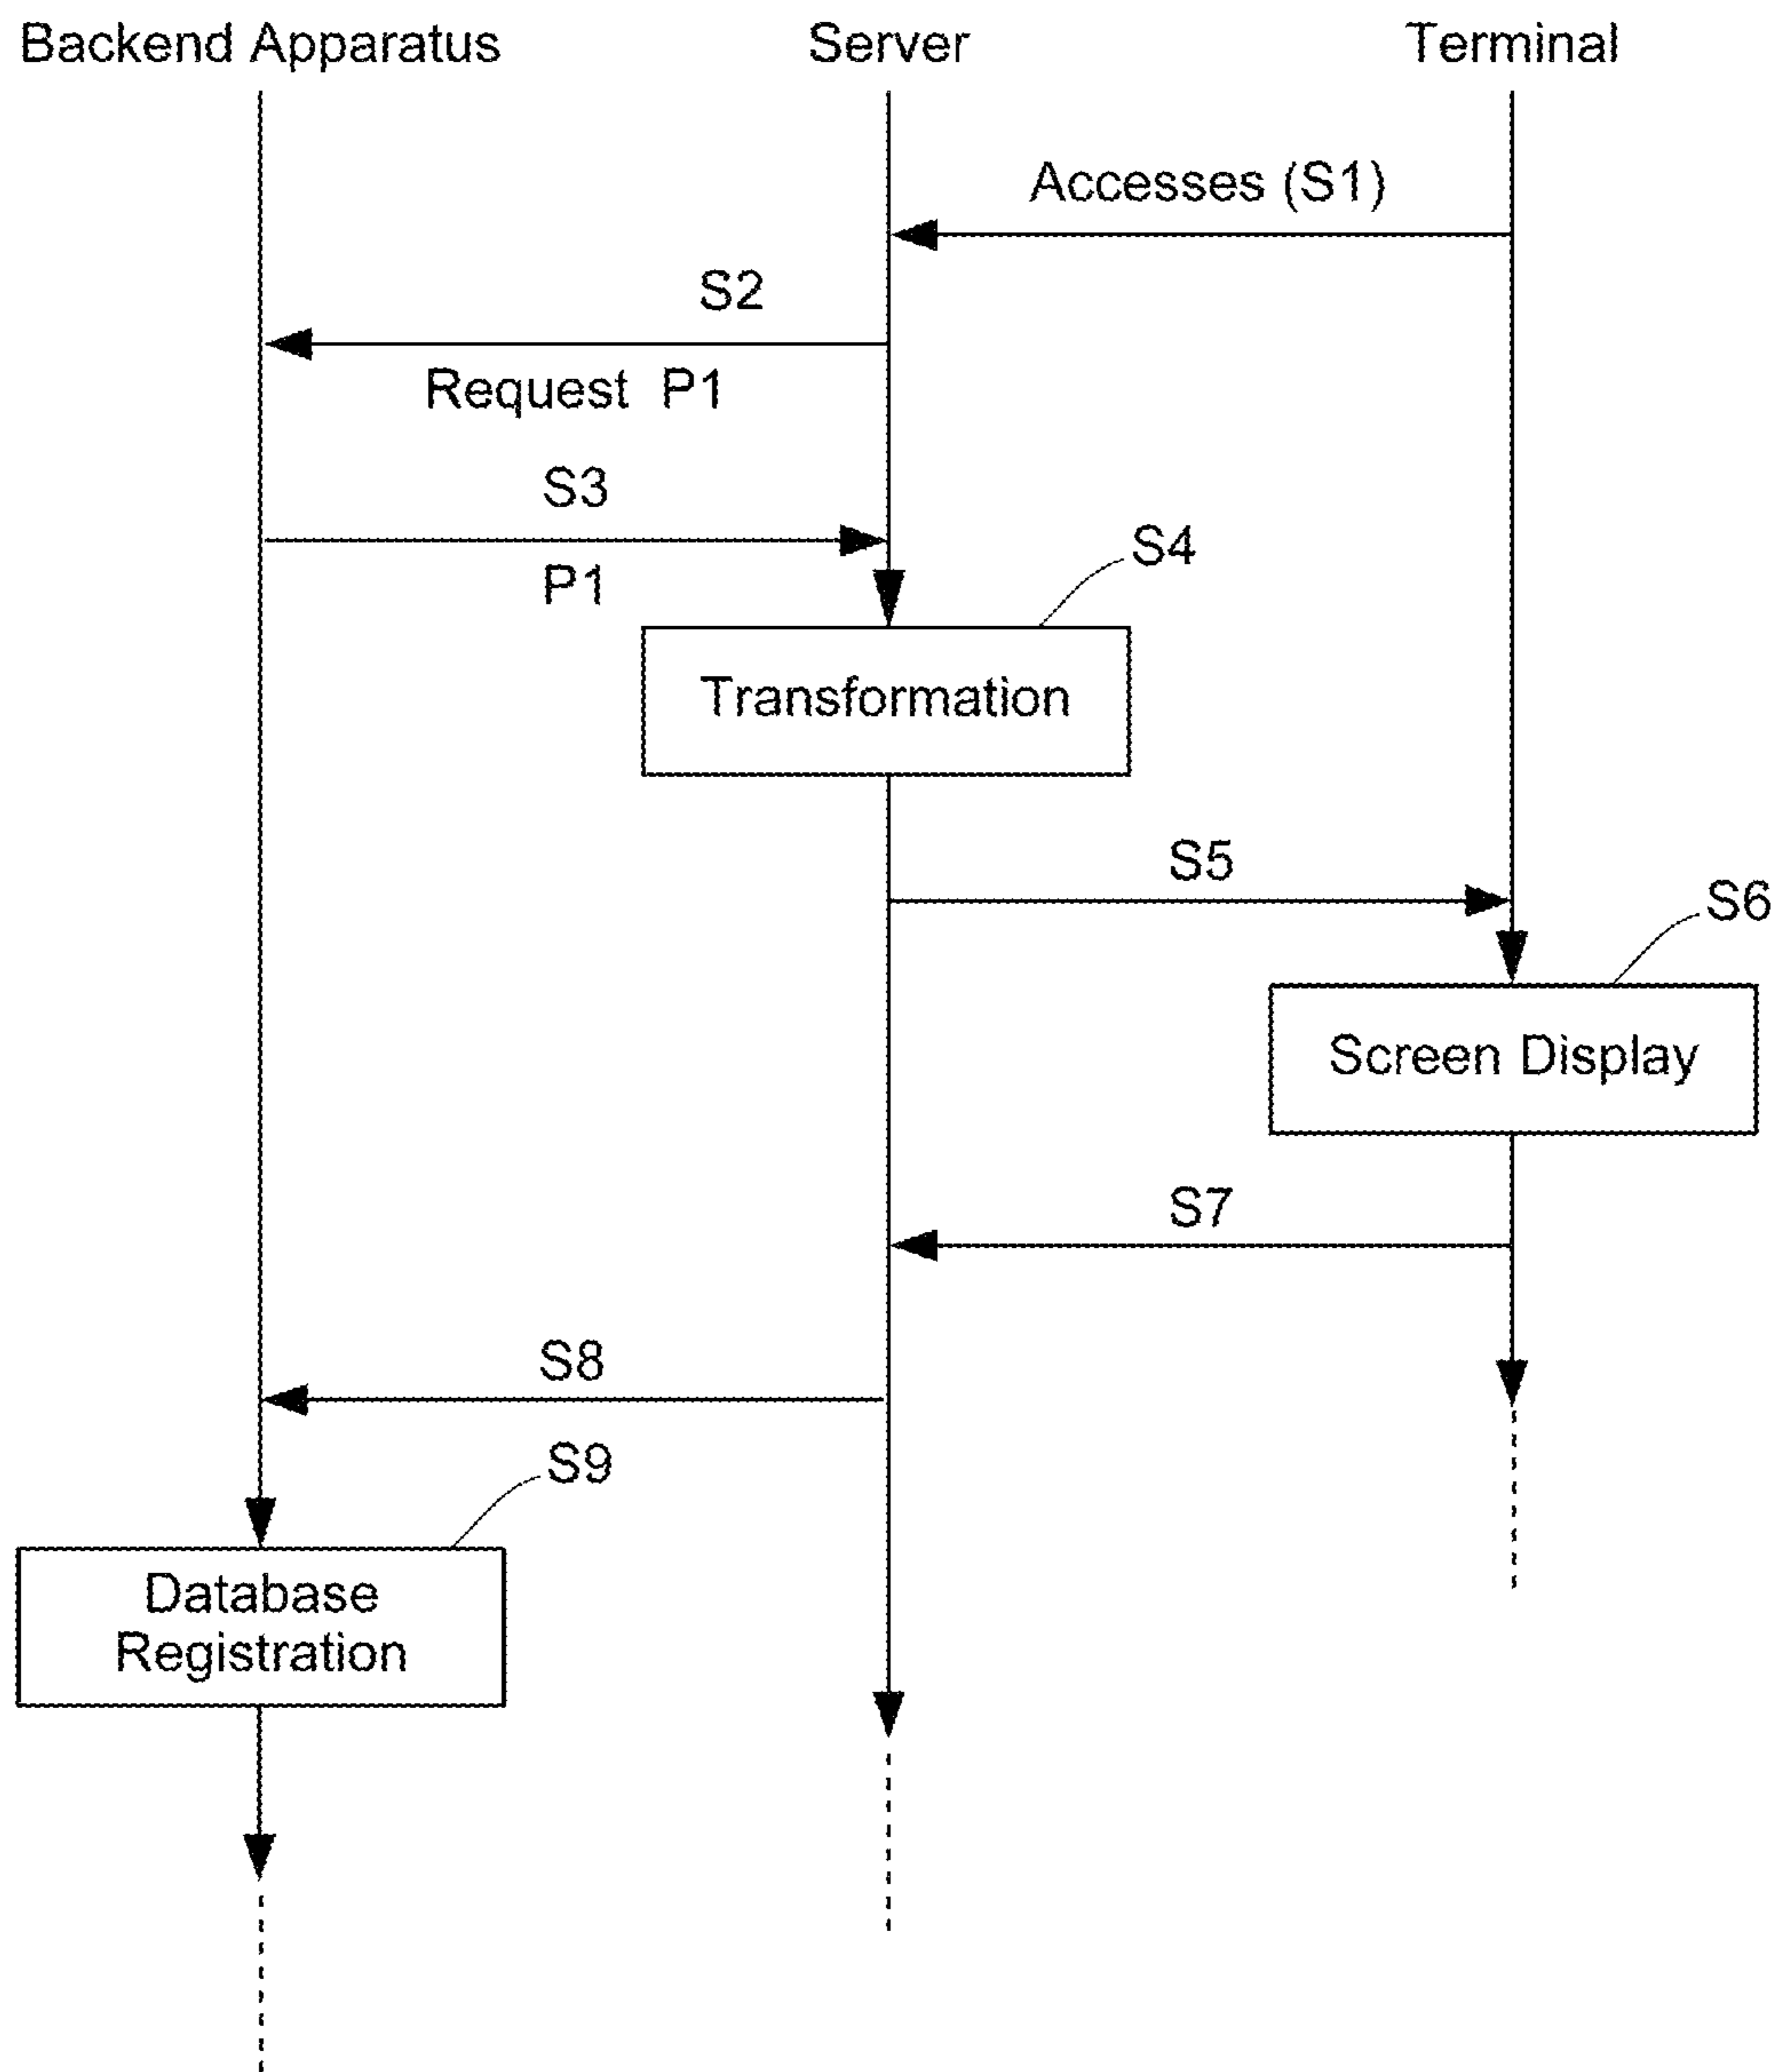 Backend Apparatus
Server
Terminal
Accesses (S1)
S2
Request P1
S3
P1
S4
Transformation
S5
S6
Screen Display
S7
S8
S9
Database
Registration